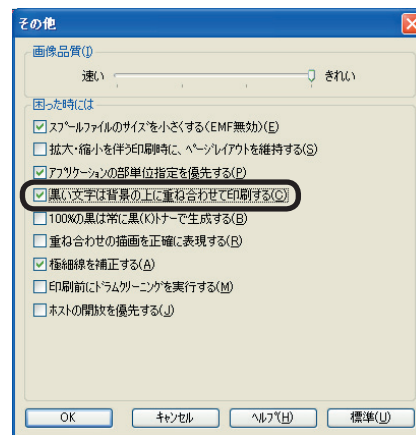 その他
画像品質(I)
速い きれい
困った時には
スプールファイルのサイズを小さくする(EMF無効)(E)
拡大・縮小を伴う印刷時に、ページレイアウトを維持する(S)
アプリケーションの部単位指定を優先する(P)
黒い文字は背景の上に重ね合わせて印刷する(C)
100%の黒は常に黒(K)トナーで生成する(B)
重ね合わせの描画を正確に表現する(R)
極細線を補正する(A)
印刷前にドラムクリーニングを実行する(M)
ホストの開放を優先する(J)
OK キャンセル ヘルプ(H) 標準(U)